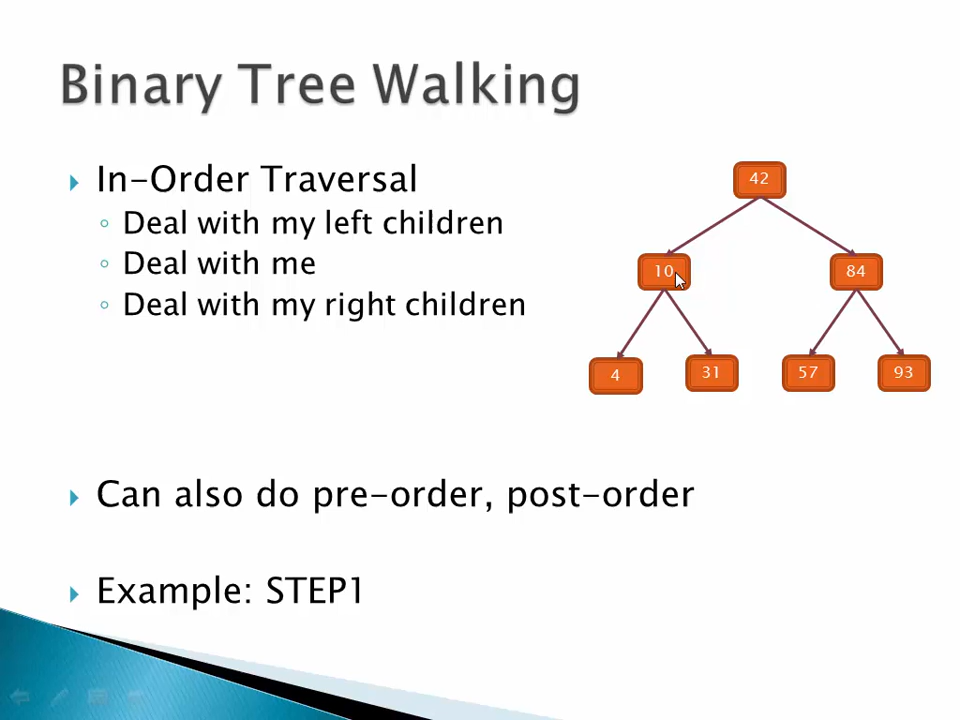 Binary Tree Walking
In-Order Traversal
Deal with my left children
Deal with me
Deal with my right children
42
10
84
4
31
57
93
Can also do pre-order, post-order
Example: STEP1